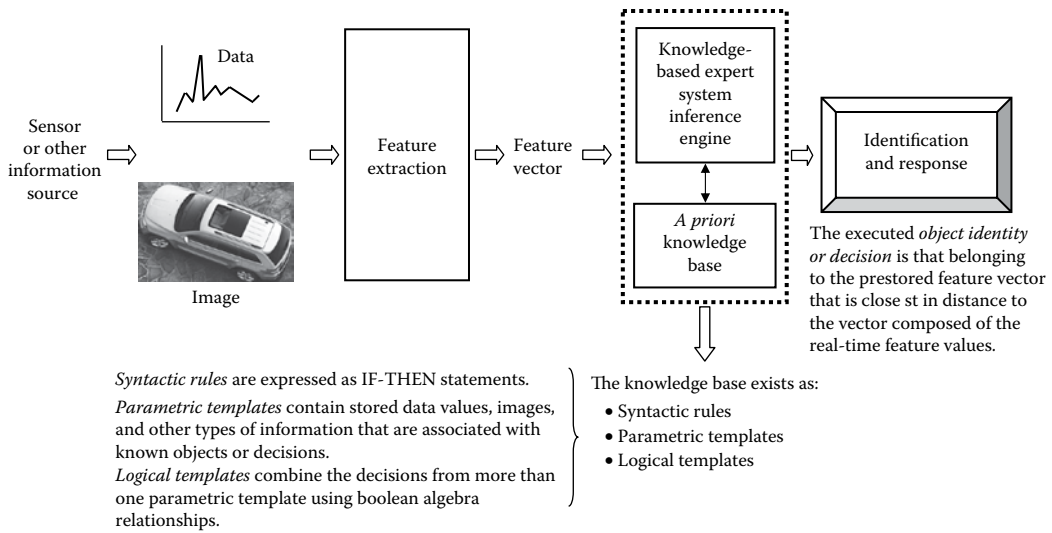 Sensor
or other
information
source
Data
Image
Feature
extraction
Feature
vector
Knowledge-
based expert
system
inference
engine
A priori
knowledge
base
Identification
and response
The executed object identity
or decision is that belonging
to the prestored feature vector
that is close st in distance to
the vector composed of the
real-time feature values.
Syntactic rules are expressed as IF-THEN statements.
Parametric templates contain stored data values, images,
and other types of information that are associated with
known objects or decisions.
Logical templates combine the decisions from more than
one parametric template using boolean algebra
relationships.
The knowledge base exists as:
• Syntactic rules
• Parametric templates
• Logical templates